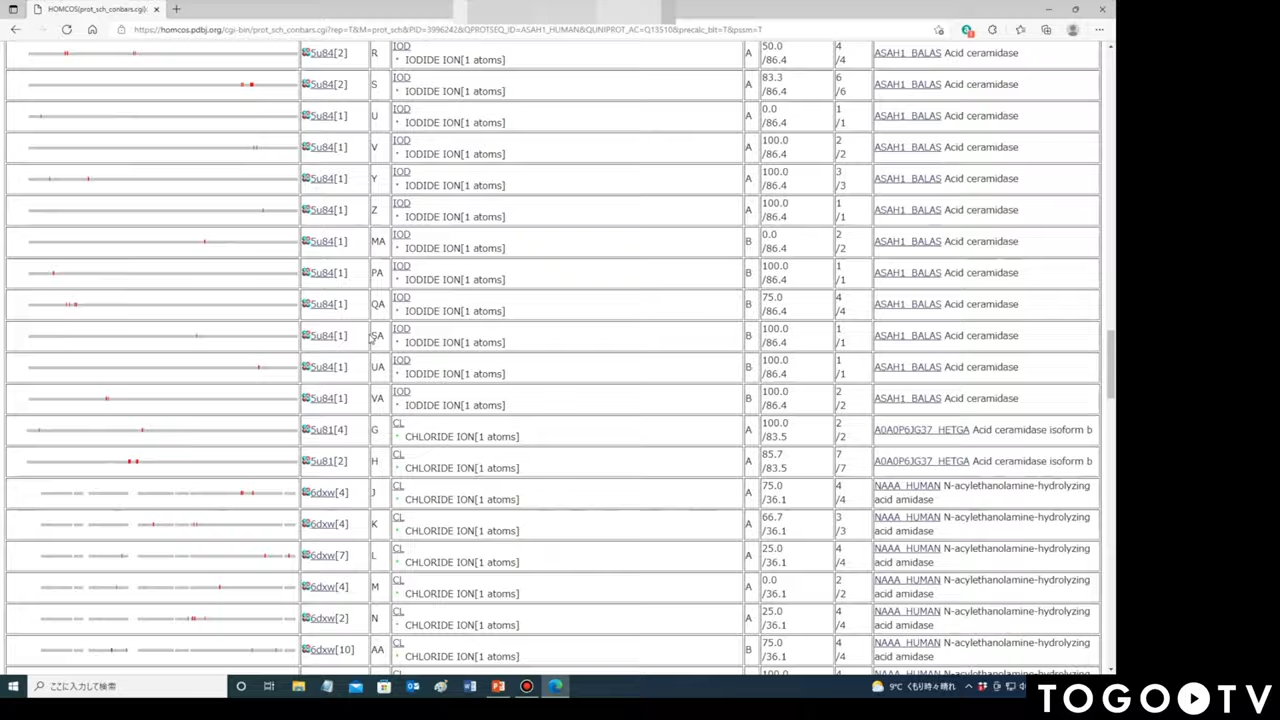 HOMCOS(prot_sch_conbars.cgi)
https://homcos.pdbj.org/cgi-bin/prot_sch_conbars.cgi?rep=T&M=prot_sch&PID=3996242&QPROTSEQ_ID=ASAH1_HUMAN&QUNIPROT_AC=Q13510&precalc_blt=T&pssm=T
5u84[2] R IOD A 50.0 4 ASAH1_BALAS Acid ceramidase
・ IODIDE ION[1 atoms] /86.4 /4
5u84[2] S IOD A 83.3 6 ASAH1_BALAS Acid ceramidase
・ IODIDE ION[1 atoms] /86.4 /6
5u84[1] U IOD A 0.0 1 ASAH1_BALAS Acid ceramidase
・ IODIDE ION[1 atoms] /86.4 /1
5u84[1] V IOD A 100.0 2 ASAH1_BALAS Acid ceramidase
・ IODIDE ION[1 atoms] /86.4 /2
5u84[1] Y IOD A 100.0 3 ASAH1_BALAS Acid ceramidase
・ IODIDE ION[1 atoms] /86.4 /3
5u84[1] Z IOD A 100.0 1 ASAH1_BALAS Acid ceramidase
・ IODIDE ION[1 atoms] /86.4 /1
5u84[1] MA IOD B 0.0 2 ASAH1_BALAS Acid ceramidase
・ IODIDE ION[1 atoms] /86.4 /2
5u84[1] PA IOD B 100.0 1 ASAH1_BALAS Acid ceramidase
・ IODIDE ION[1 atoms] /86.4 /1
5u84[1] QA IOD B 75.0 4 ASAH1_BALAS Acid ceramidase
・ IODIDE ION[1 atoms] /86.4 /4
5u84[1] SA IOD B 100.0 1 ASAH1_BALAS Acid ceramidase
・ IODIDE ION[1 atoms] /86.4 /1
5u84[1] UA IOD B 100.0 1 ASAH1_BALAS Acid ceramidase
・ IODIDE ION[1 atoms] /86.4 /1
5u84[1] VA IOD B 100.0 2 ASAH1_BALAS Acid ceramidase
・ IODIDE ION[1 atoms] /86.4 /2
5u81[4] G CL A 100.0 2 A0A0P6JG37_HETGA Acid ceramidase isoform b
・ CHLORIDE ION[1 atoms] /83.5 /2
5u81[2] H CL A 85.7 7 A0A0P6JG37_HETGA Acid ceramidase isoform b
・ CHLORIDE ION[1 atoms] /83.5 /7
6dxw[4] J CL A 75.0 4 NAAA_HUMAN N-acylethanolamine-hydrolyzing
・ CHLORIDE ION[1 atoms] /36.1 /4 acid amidase
6dxw[4] K CL A 66.7 3 NAAA_HUMAN N-acylethanolamine-hydrolyzing
・ CHLORIDE ION[1 atoms] /36.1 /3 acid amidase
6dxw[7] L CL A 25.0 4 NAAA_HUMAN N-acylethanolamine-hydrolyzing
・ CHLORIDE ION[1 atoms] /36.1 /4 acid amidase
6dxw[4] M CL A 0.0 2 NAAA_HUMAN N-acylethanolamine-hydrolyzing
・ CHLORIDE ION[1 atoms] /36.1 /2 acid amidase
6dxw[2] N CL A 25.0 4 NAAA_HUMAN N-acylethanolamine-hydrolyzing
・ CHLORIDE ION[1 atoms] /36.1 /4 acid amidase
6dxw[10] AA CL B 75.0 4 NAAA_HUMAN N-acylethanolamine-hydrolyzing
・ CHLORIDE ION[1 atoms] /36.1 /4 acid amidase
ここに入力して検索
9°C くもり時々晴れ
TOGO TV